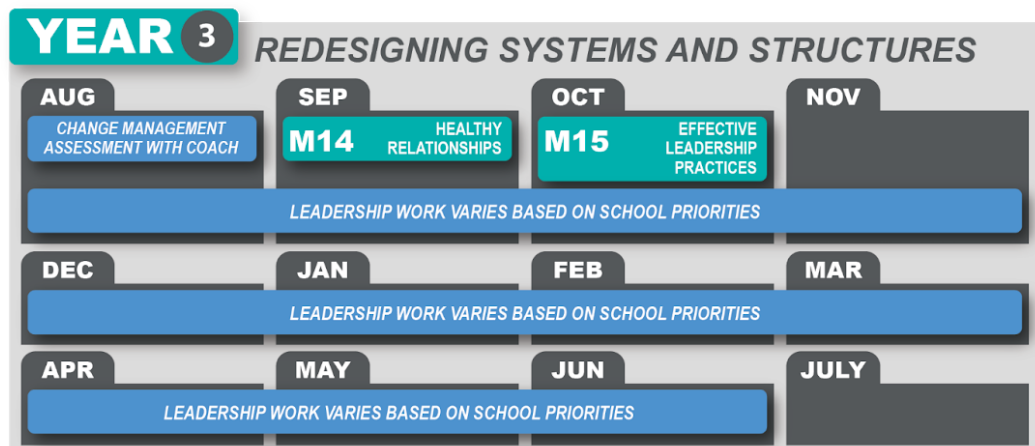 YEAR 3
REDESIGNING SYSTEMS AND STRUCTURES
AUG
CHANGE MANAGEMENT
ASSESSMENT WITH COACH
SEP
M14
HEALTHY
RELATIONSHIPS
OCT
M15
EFFECTIVE
LEADERSHIP
PRACTICES
NOV
LEADERSHIP WORK VARIES BASED ON SCHOOL PRIORITIES
DEC
JAN
FEB
MAR
LEADERSHIP WORK VARIES BASED ON SCHOOL PRIORITIES
APR
MAY
JUN
JULY
LEADERSHIP WORK VARIES BASED ON SCHOOL PRIORITIES